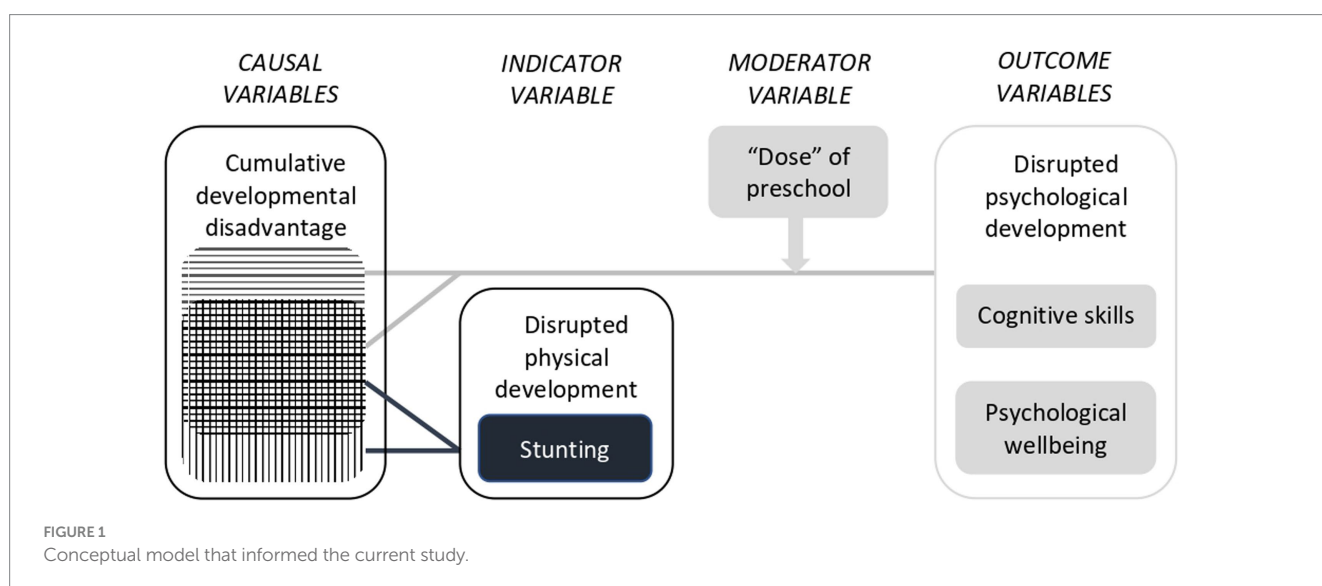 CAUSAL
VARIABLES
INDICATOR
VARIABLE
MODERATOR
VARIABLE
OUTCOME
VARIABLES
Cumulative
developmental
disadvantage
"Dose" of
preschool
Disrupted
psychological
development
Cognitive skills
Psychological
wellbeing
Disrupted
physical
development
Stunting
FIGURE 1
Conceptual model that informed the current study.